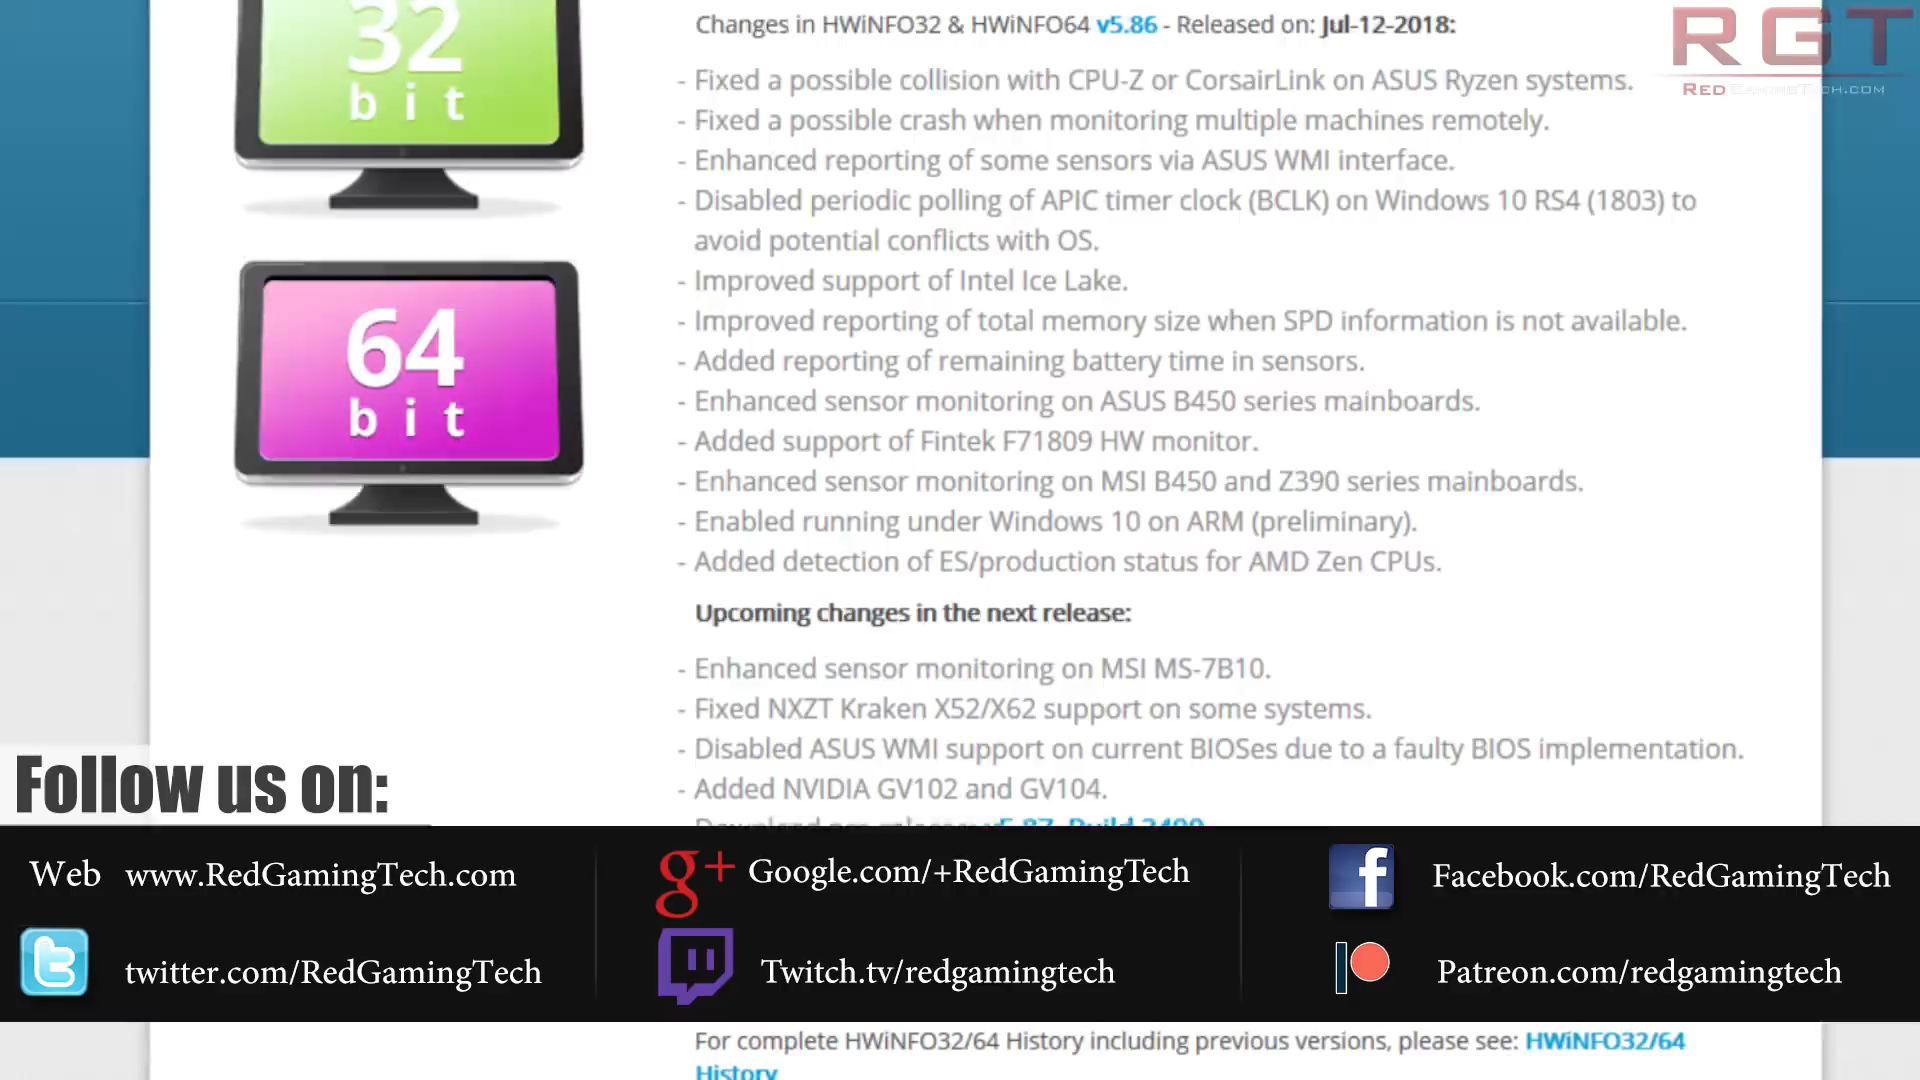 32
bit
64
bit
Changes in HWiNFO32 & HWiNFO64 v5.86 - Released on: Jul-12-2018:
- Fixed a possible collision with CPU-Z or CorsairLink on ASUS Ryzen systems.
- Fixed a possible crash when monitoring multiple machines remotely.
- Enhanced reporting of some sensors via ASUS WMI interface.
- Disabled periodic polling of APIC timer clock (BCLK) on Windows 10 RS4 (1803) to
avoid potential conflicts with OS.
- Improved support of Intel Ice Lake.
- Improved reporting of total memory size when SPD information is not available.
- Added reporting of remaining battery time in sensors.
- Enhanced sensor monitoring on ASUS B450 series mainboards.
- Added support of Fintek F71809 HW monitor.
- Enhanced sensor monitoring on MSI B450 and Z390 series mainboards.
- Enabled running under Windows 10 on ARM (preliminary).
- Added detection of ES/production status for AMD Zen CPUs.
Upcoming changes in the next release:
- Enhanced sensor monitoring on MSI MS-7B10.
- Fixed NXZT Kraken X52/X62 support on some systems.
- Disabled ASUS WMI support on current BIOSes due to a faulty BIOS implementation.
- Added NVIDIA GV102 and GV104.
RGT
RED GAMINGTECH.COM
Follow us on:
Web www.RedGamingTech.com
g+ Google.com/+RedGamingTech
f Facebook.com/RedGamingTech
twitter.com/RedGamingTech
Twitch.tv/redgamingtech
Patreon.com/redgamingtech
For complete HWiNFO32/64 History including previous versions, please see: HWiNFO32/64
History